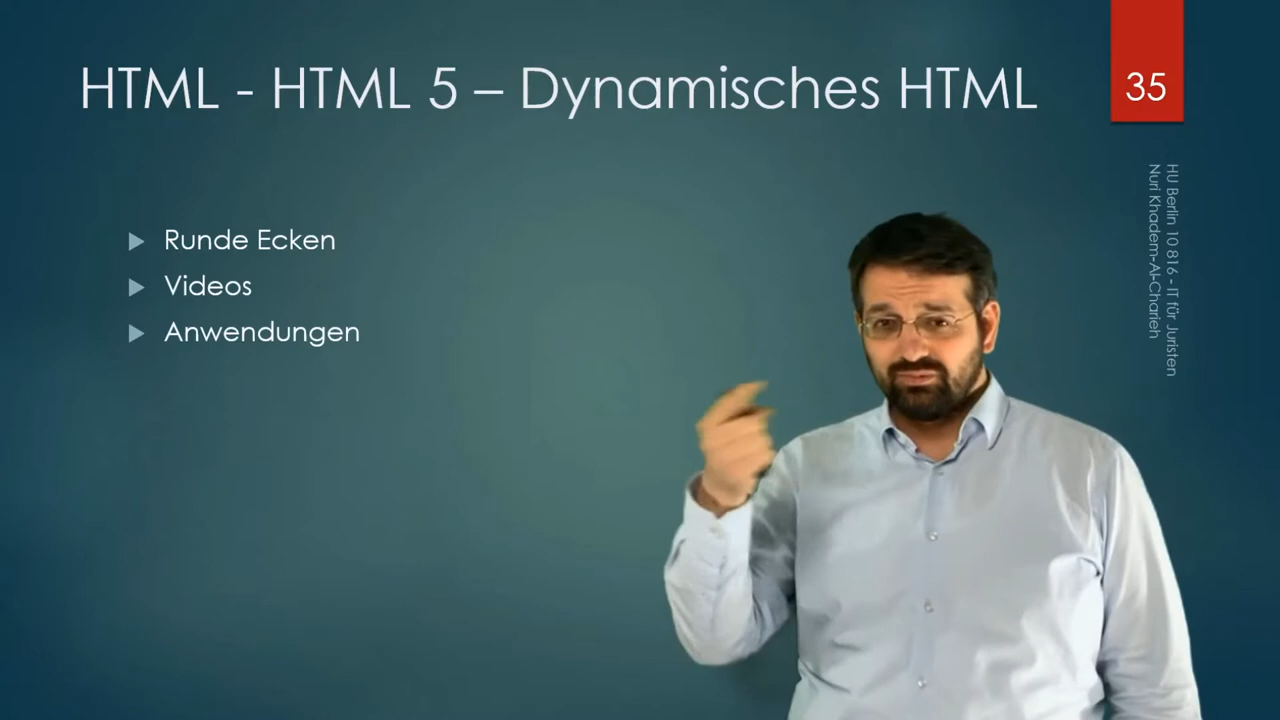 HTML - HTML 5 – Dynamisches HTML
35
HU Berlin 10 816 - IT für Juristen
Nuri Khadem-Al-Charieh
Runde Ecken
Videos
Anwendungen